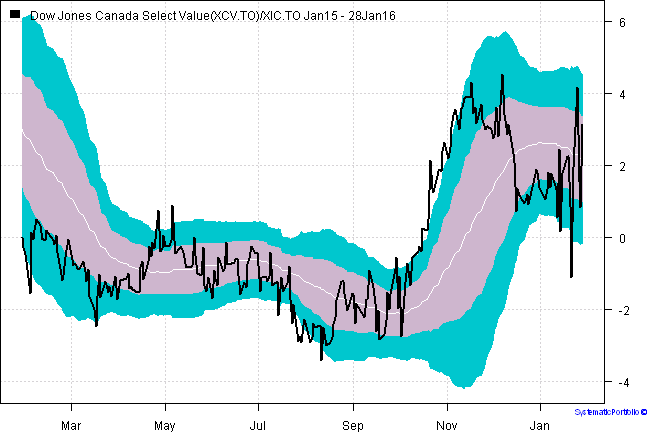 Dow Jones Canada Select Value(XCV.TO)/XIC.TO Jan15 - 28Jan16
6
4
2
0
-2
-4
Mar May Jul Sep Nov Jan
SystematicPortfolio ©